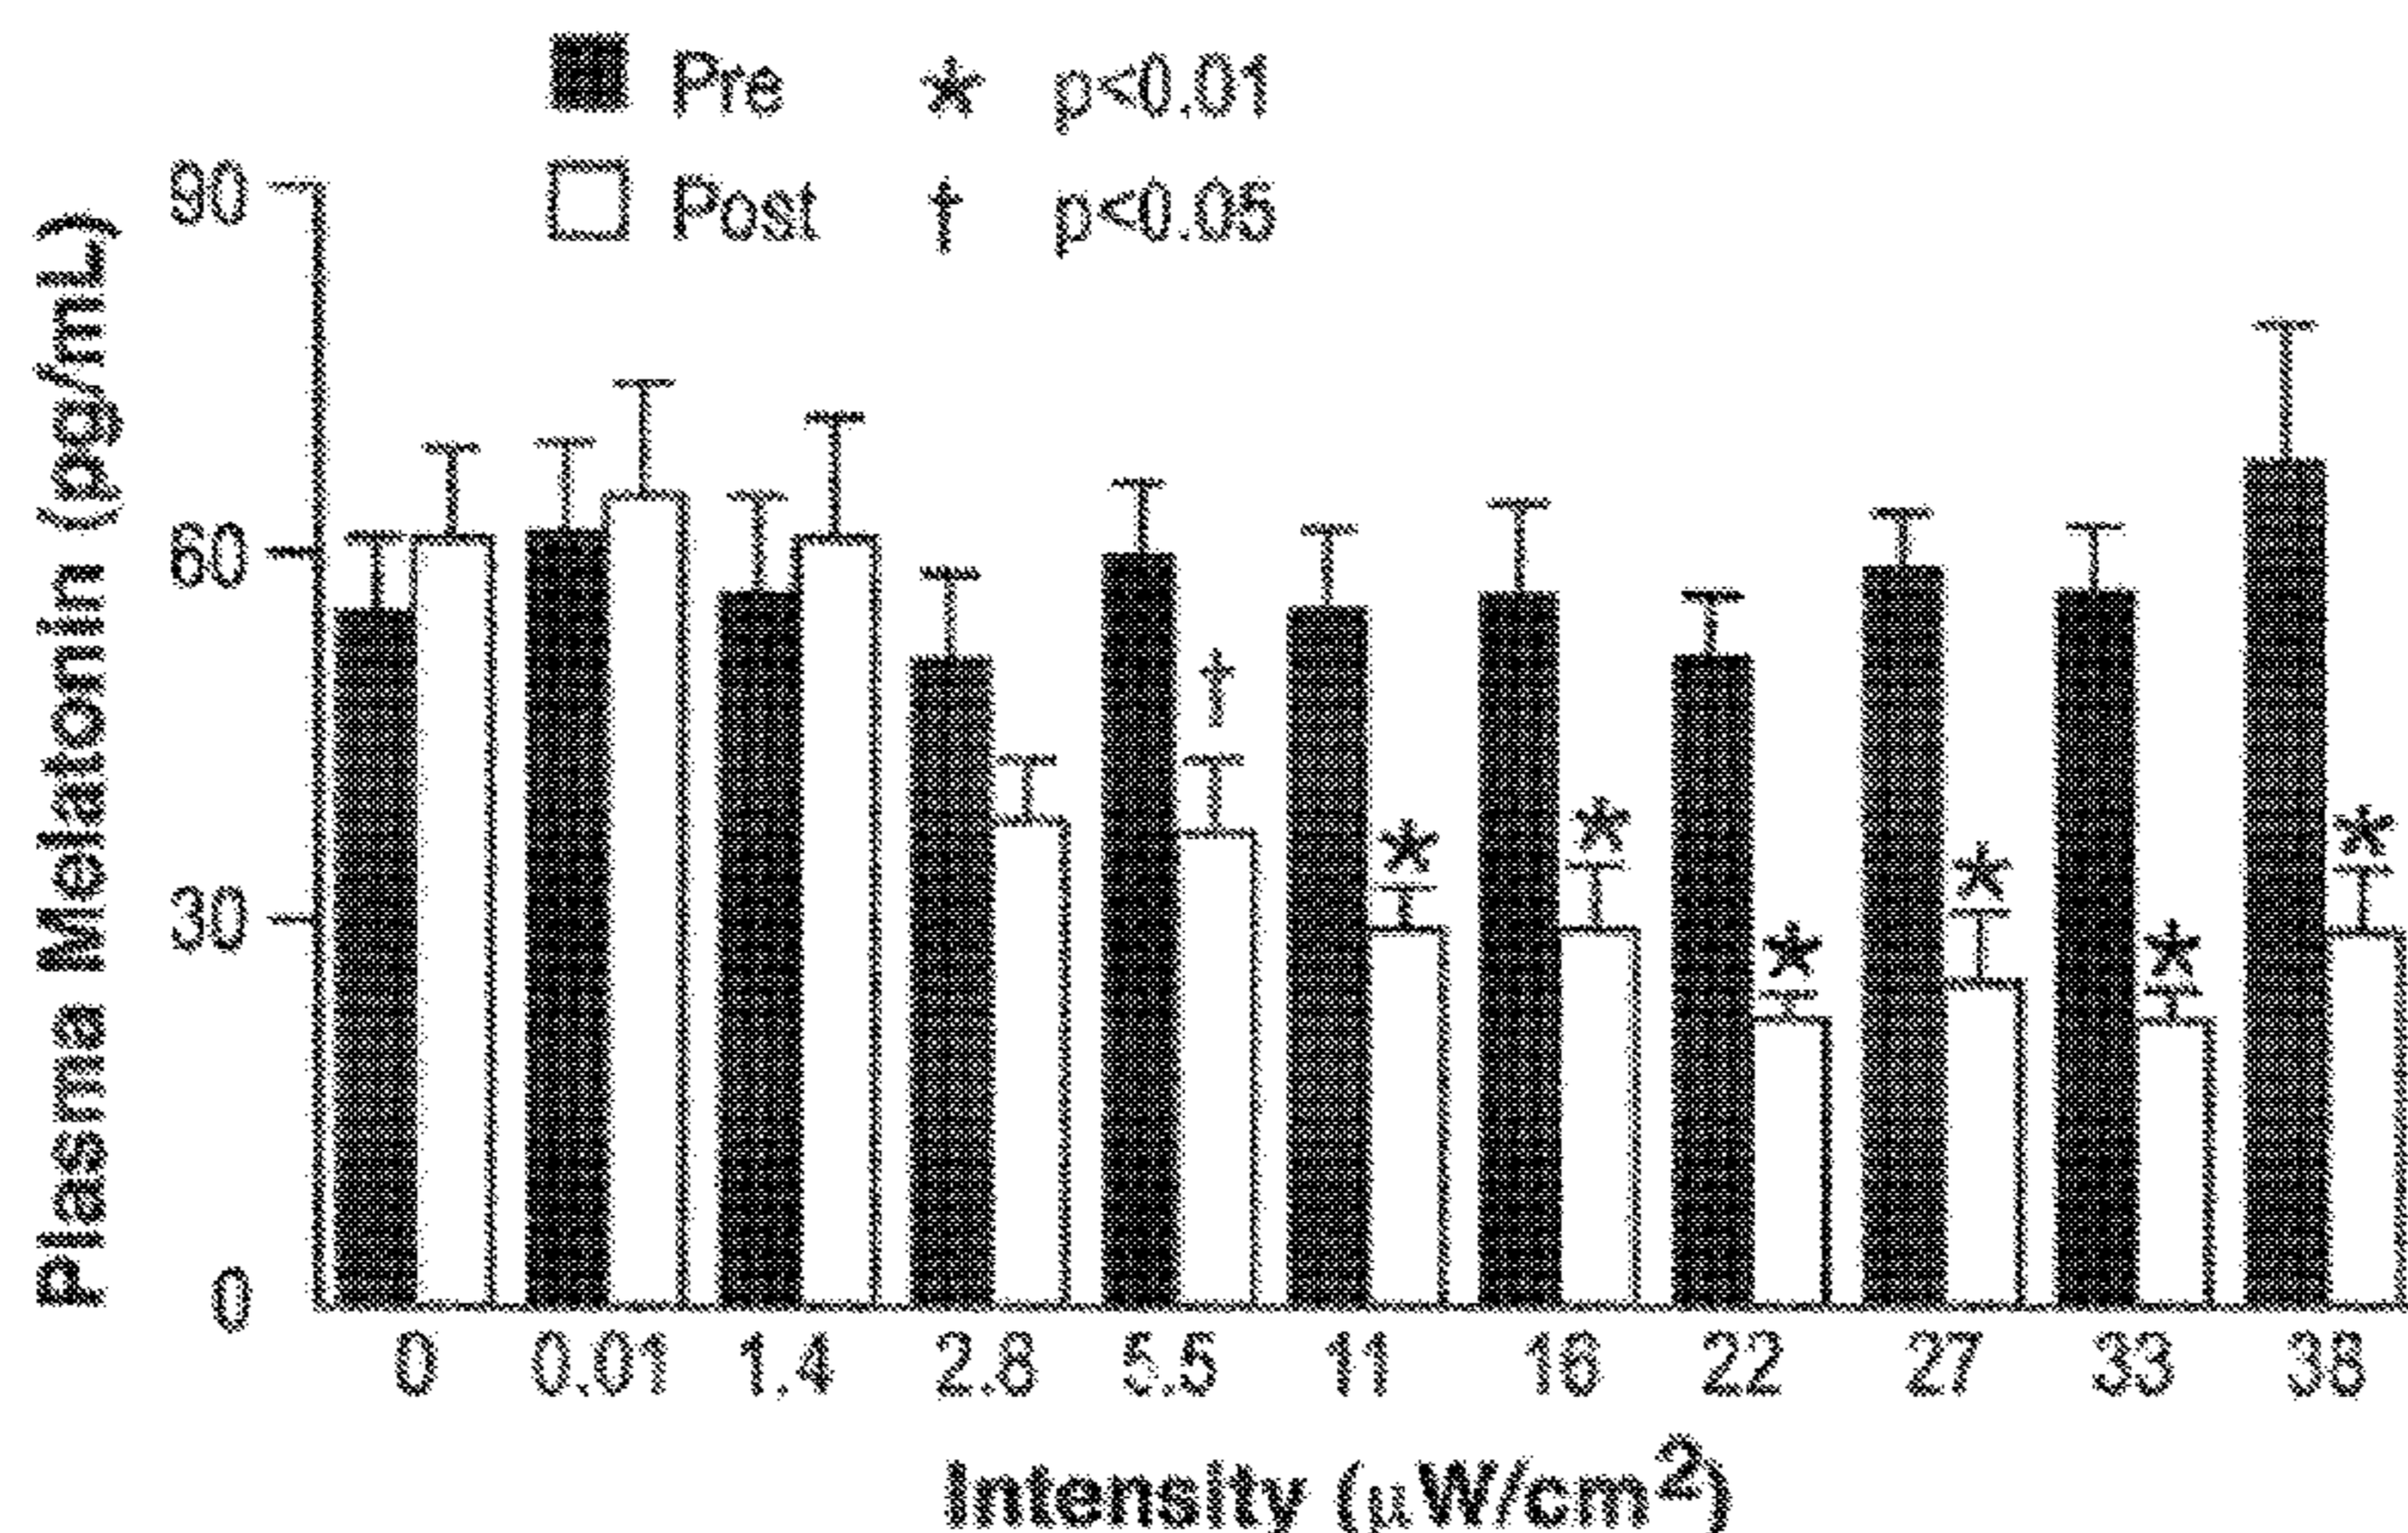 Pre * p<0.01
Post † p<0.05
Plasma Melatonin (pg/mL)
90
60
30
0
†
*
*
*
*
*
*
0 0.01 1.4 2.8 5.5 11 16 22 27 33 38
Intensity (μW/cm²)